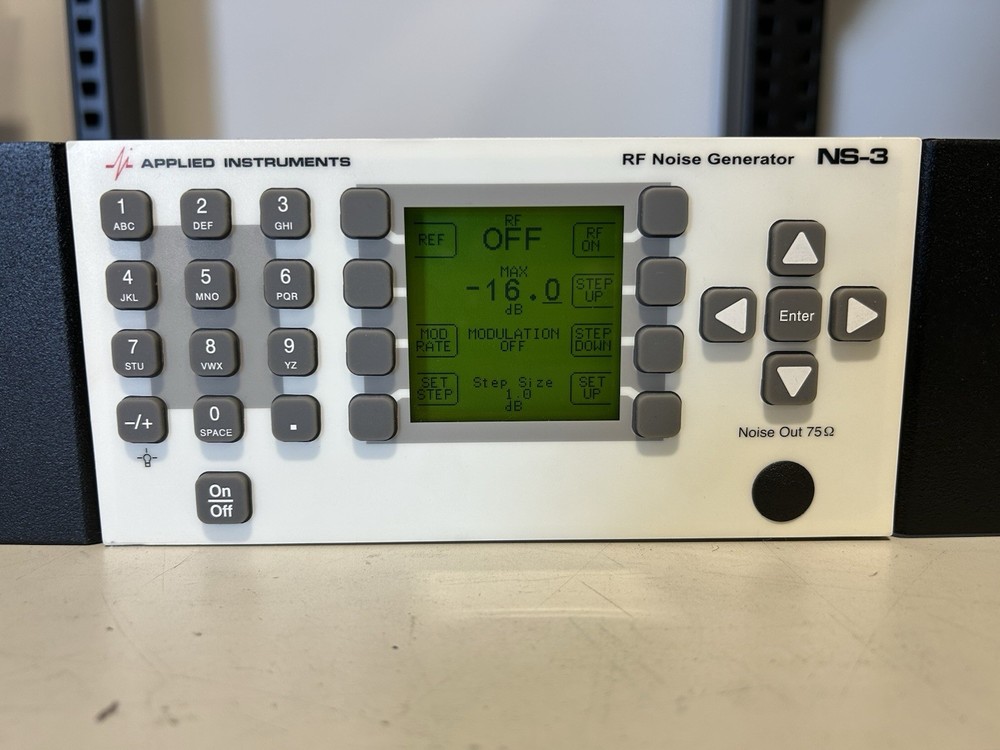 APPLIED INSTRUMENTS
RF Noise Generator NS-3
1 2 3
ABC DEF GHI
4 5 6
JKL MNO PQR
7 8 9
STU VWX YZ
–/+ 0 .
SPACE
On
Off
RF
REF OFF RF ON
MAX
-16.0 STEP UP
dB
MOD RATE MODULATION OFF STEP DOWN
SET STEP Step Size 1.0 dB SET UP
Enter
Noise Out 75Ω